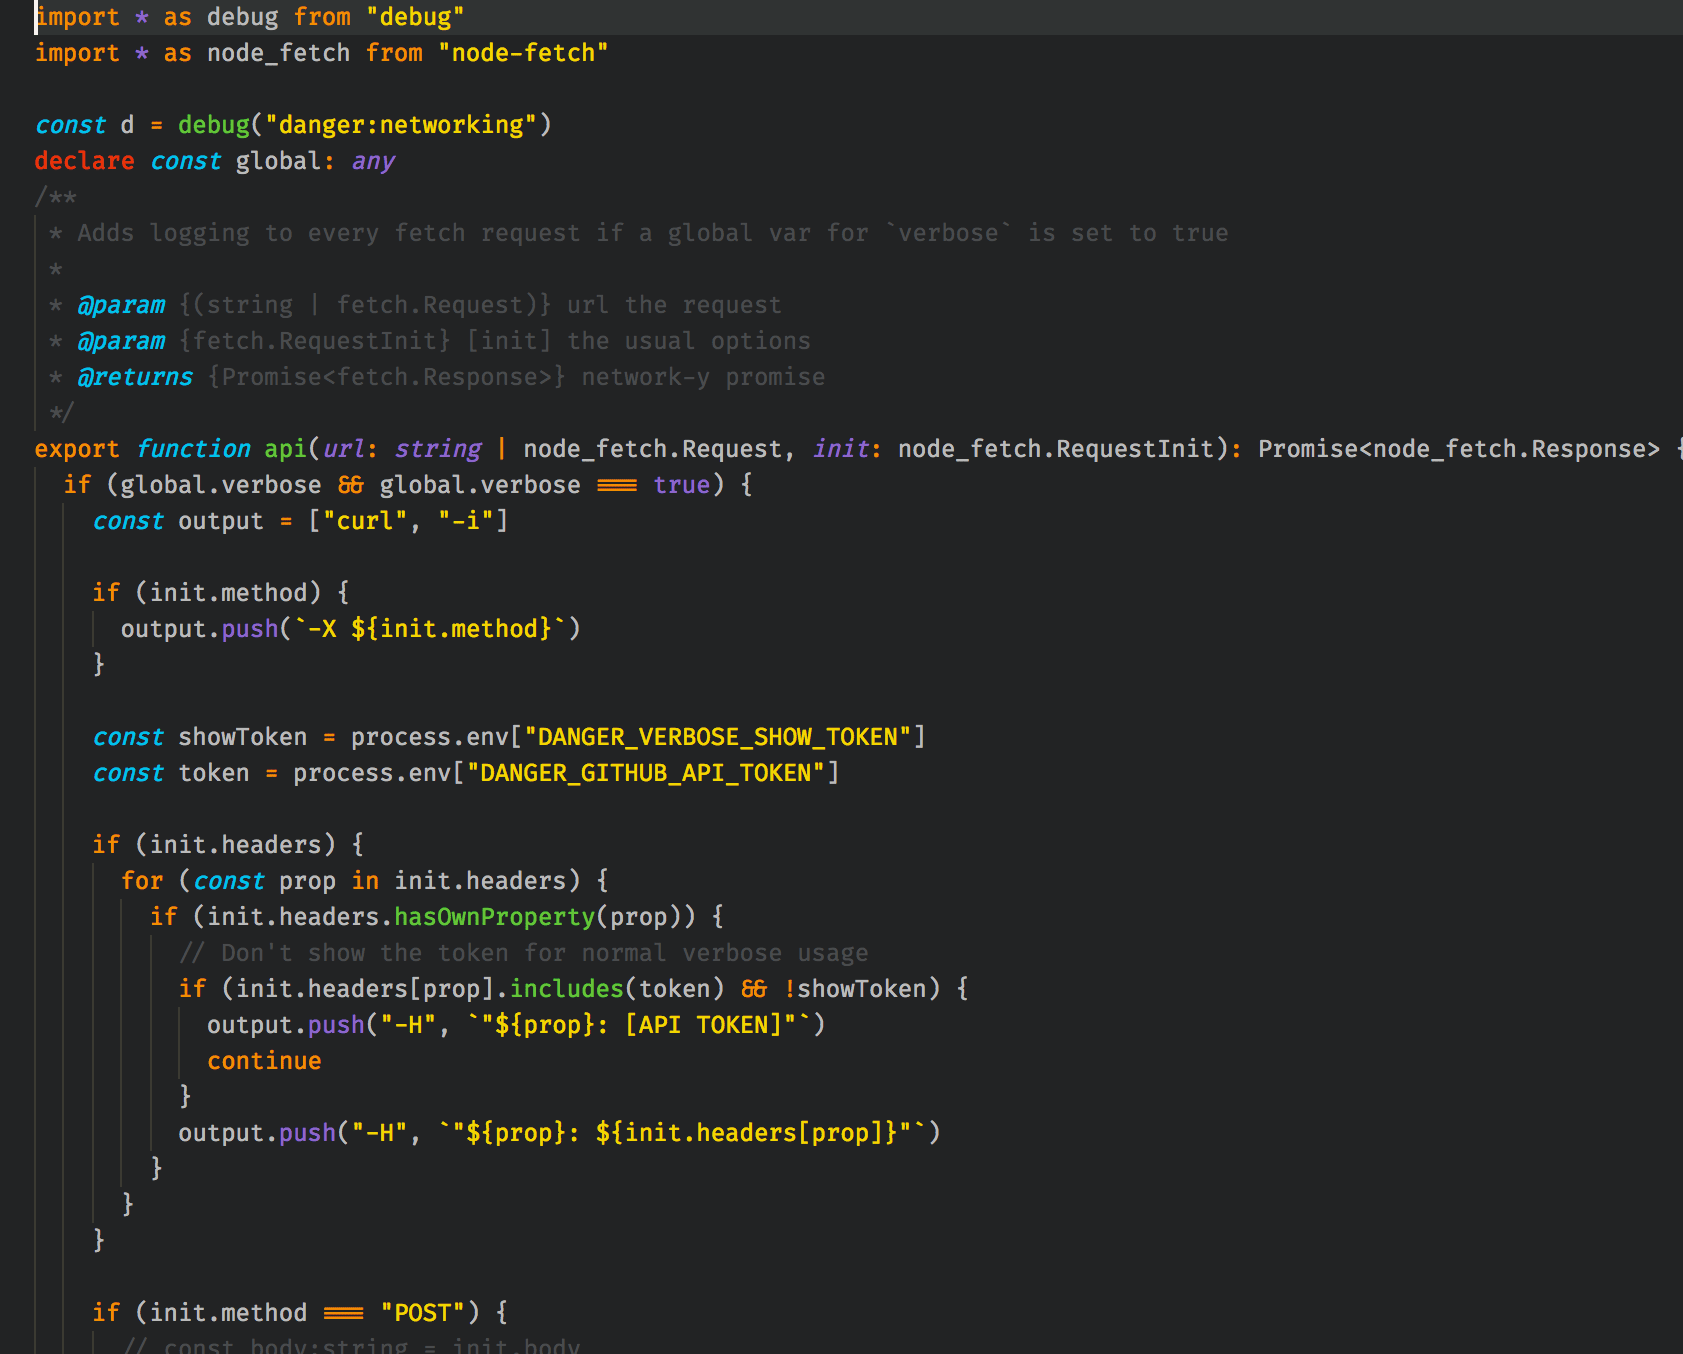 import * as debug from "debug"
import * as node_fetch from "node-fetch"
const d = debug("danger:networking")
declare const global: any
/**
* Adds logging to every fetch request if a global var for `verbose` is set to true
*
* @param {(string | fetch.Request)} url the request
* @param {fetch.RequestInit} [init] the usual options
* @returns {Promise<fetch.Response>} network-y promise
*/
export function api(url: string | node_fetch.Request, init: node_fetch.RequestInit): Promise<node_fetch.Response> {
if (global.verbose && global.verbose === true) {
const output = ["curl", "-i"]
if (init.method) {
output.push(`-X ${init.method}`)
}
const showToken = process.env["DANGER_VERBOSE_SHOW_TOKEN"]
const token = process.env["DANGER_GITHUB_API_TOKEN"]
if (init.headers) {
for (const prop in init.headers) {
if (init.headers.hasOwnProperty(prop)) {
// Don't show the token for normal verbose usage
if (init.headers[prop].includes(token) && !showToken) {
output.push("-H", `"${prop}: [API TOKEN]"`)
continue
}
output.push("-H", `"${prop}: ${init.headers[prop]}"`)
}
}
}
if (init.method === "POST") {
// const body:string = init.body